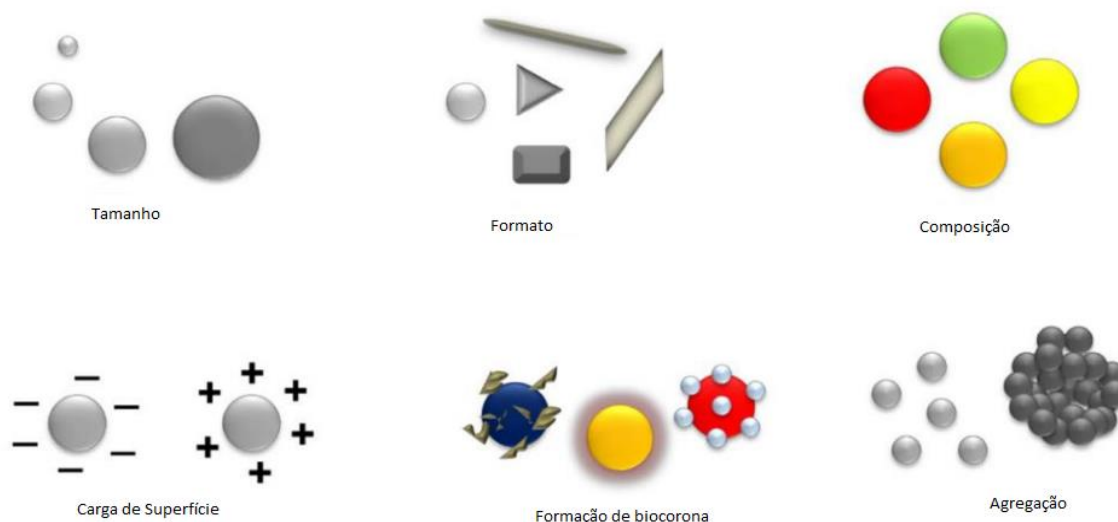 Tamanho
Formato
Composição
Carga de Superfície
Formação de biocorona
Agregação